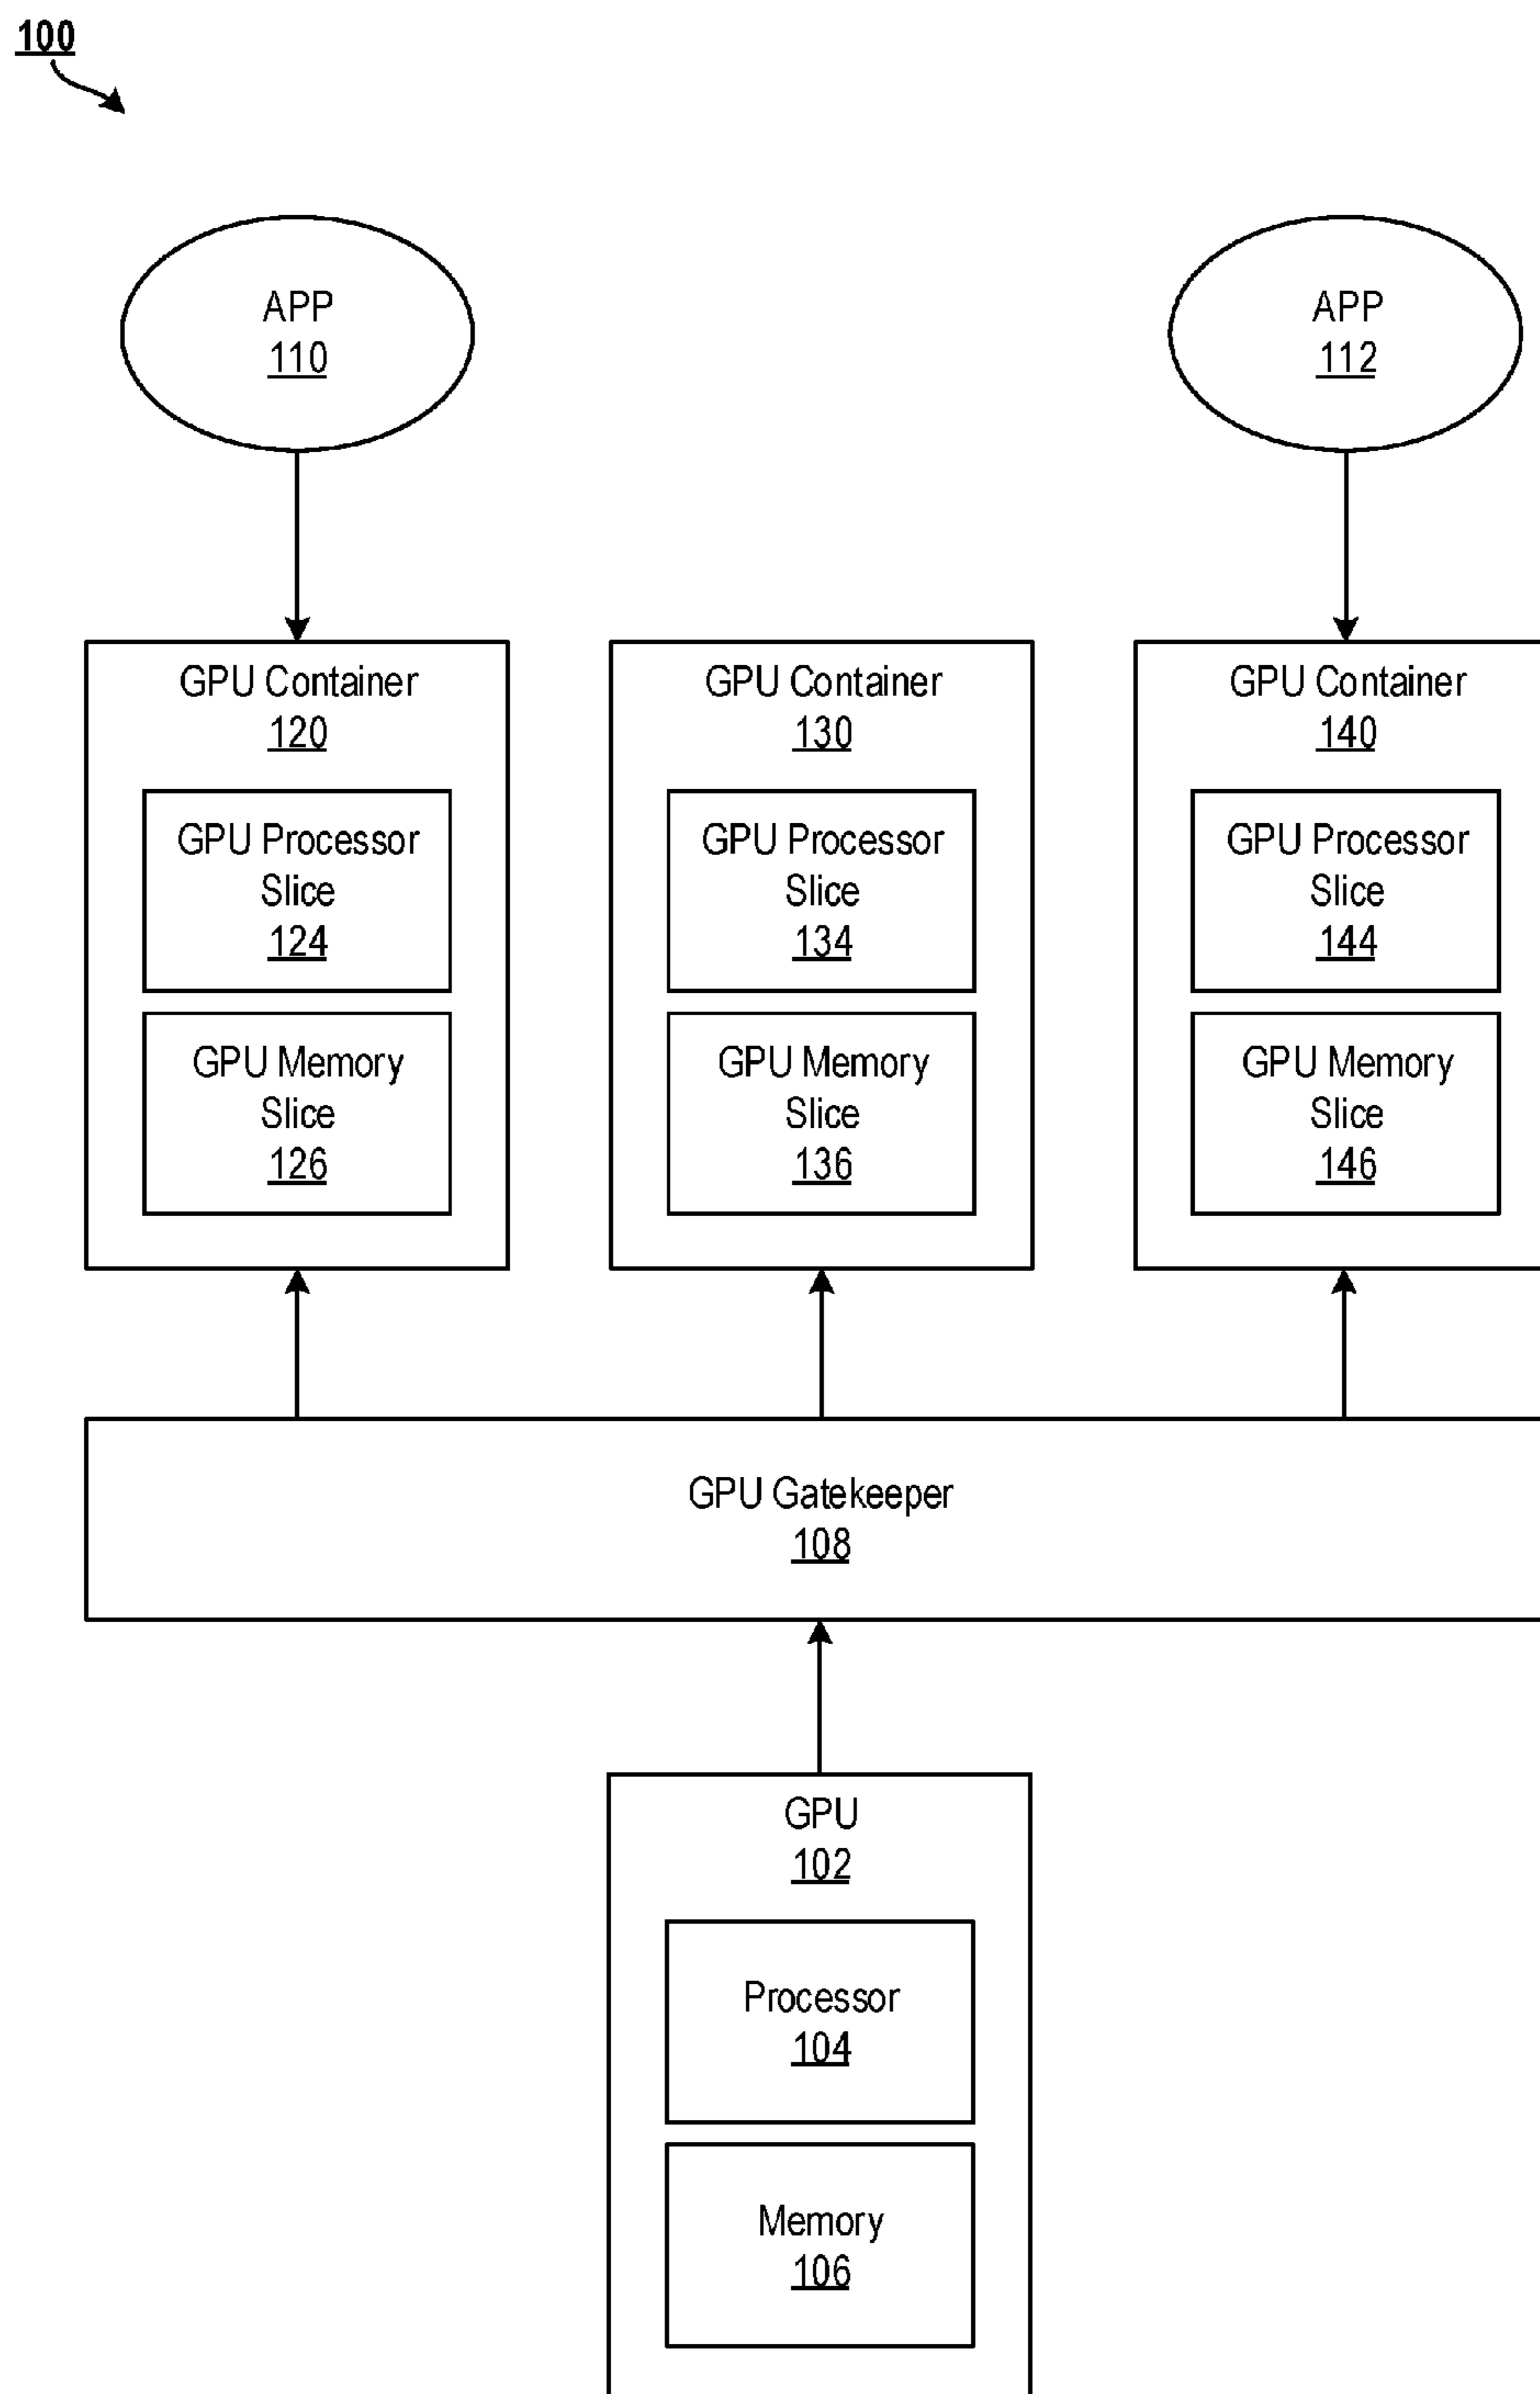 100
APP
110
APP
112
GPU Container
120
GPU Processor
Slice
124
GPU Memory
Slice
126
GPU Container
130
GPU Processor
Slice
134
GPU Memory
Slice
136
GPU Container
140
GPU Processor
Slice
144
GPU Memory
Slice
146
GPU Gatekeeper
108
GPU
102
Processor
104
Memory
106